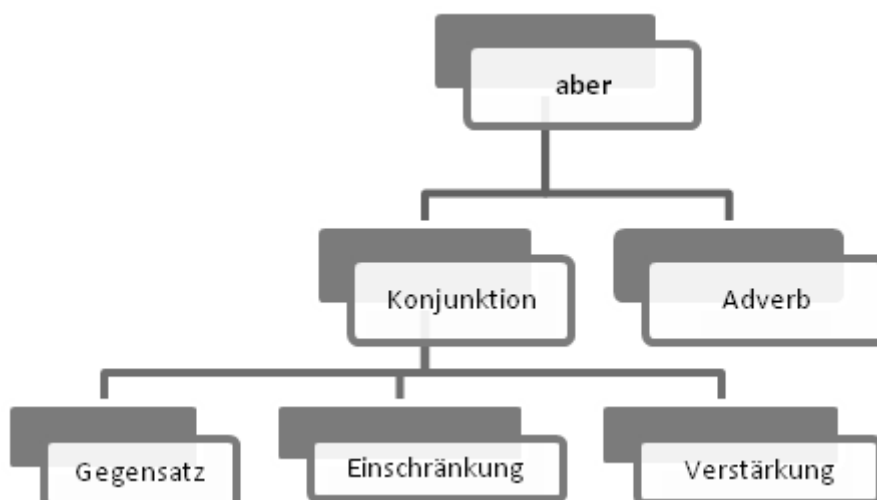 aber
Konjunktion
Adverb
Gegensatz
Einschränkung
Verstärkung